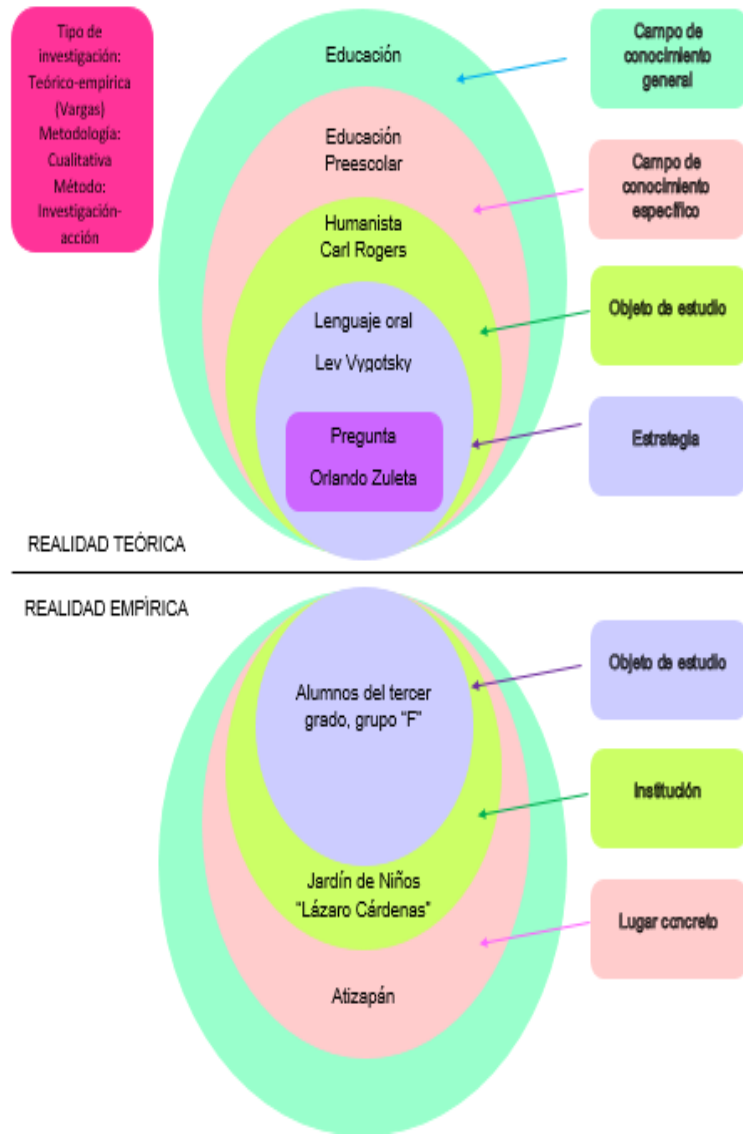 Tipo de
investigación:
Teórico-empírica
(Vargas)
Metodología:
Cualitativa
Método:
Investigación-
acción
Educación
Educación
Preescolar
Humanista
Carl Rogers
Lenguaje oral
Lev Vygotsky
Pregunta
Orlando Zuleta
Campo de
conocimiento
general
Campo de
conocimiento
específico
Objeto de estudio
Estrategia
REALIDAD TEÓRICA
REALIDAD EMPÍRICA
Alumnos del tercer
grado, grupo “F”
Jardín de Niños
“Lázaro Cárdenas”
Atizapán
Objeto de estudio
Institución
Lugar concreto